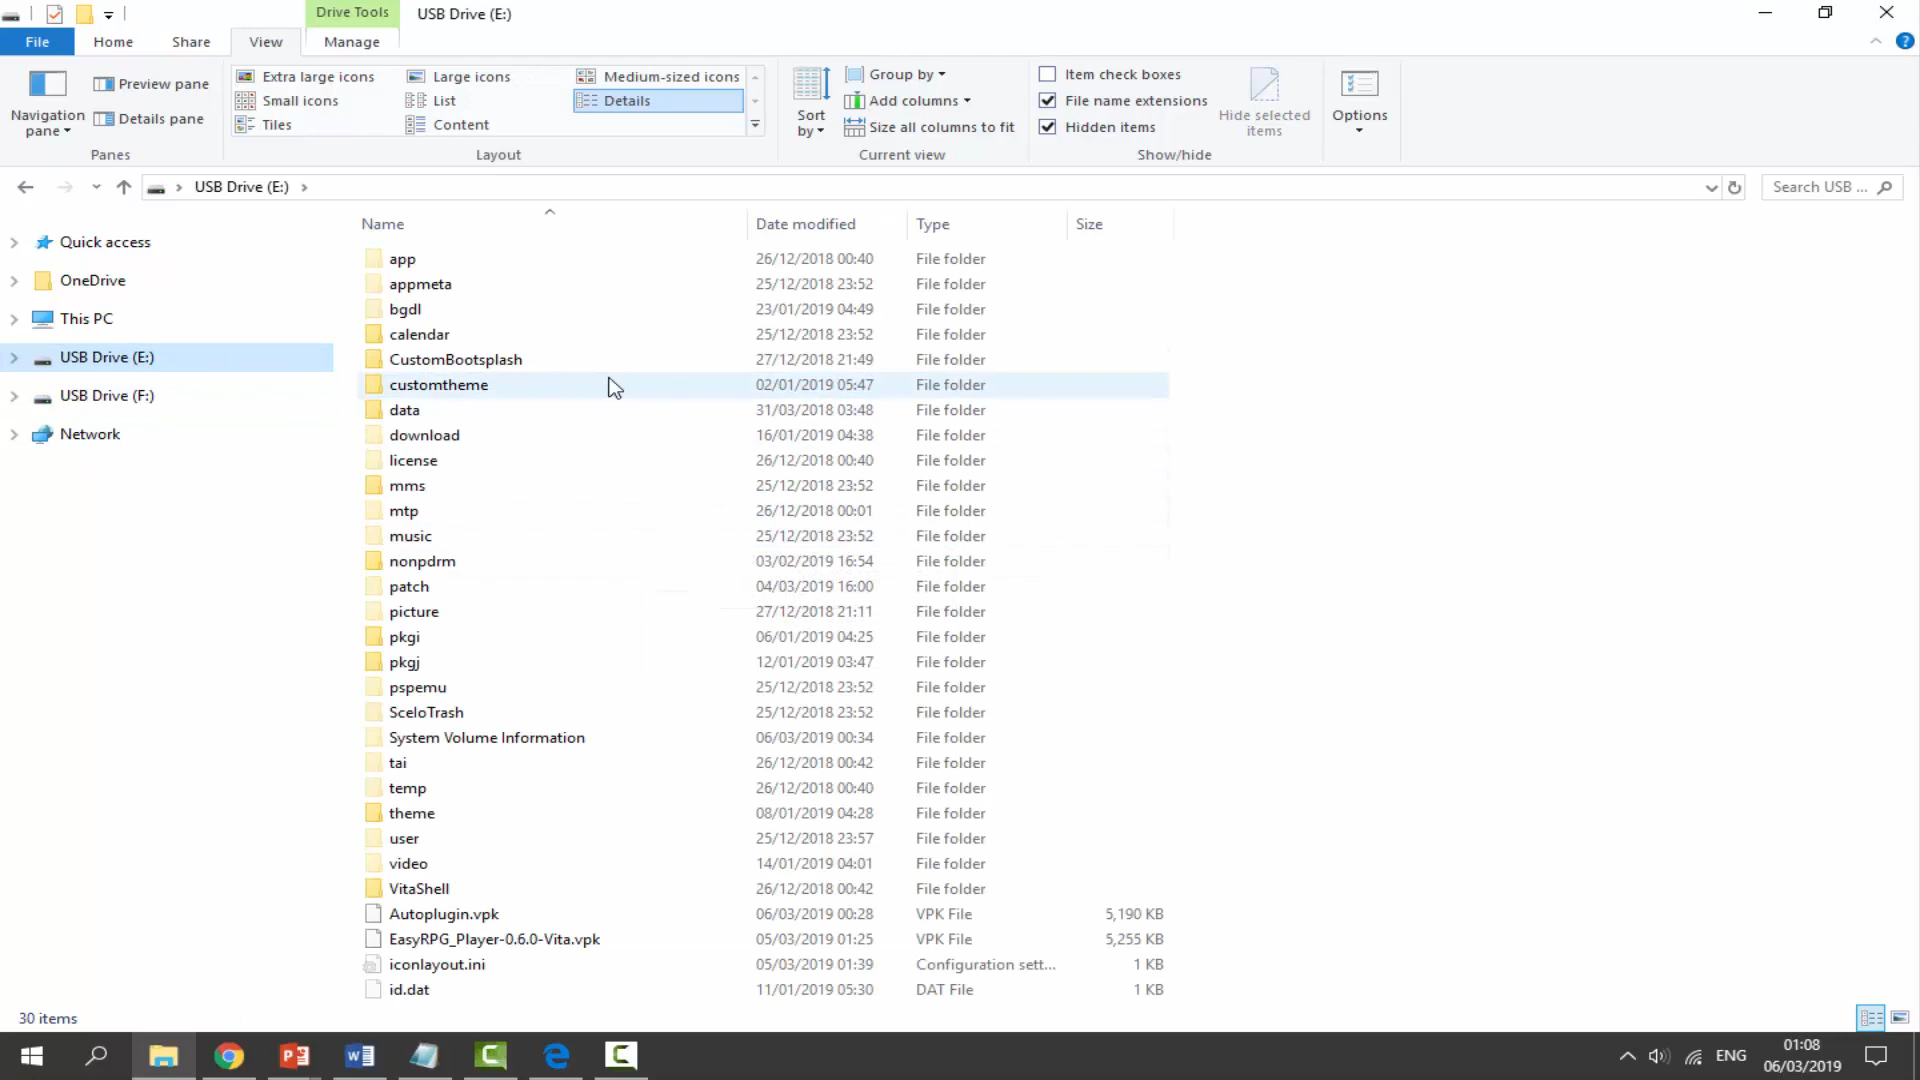 Drive Tools USB Drive (E:)
File Home Share View Manage
Navigation pane
Preview pane
Details pane
Panes
Extra large icons Large icons Medium-sized icons
Small icons List Details
Tiles Content
Layout
Sort by
Group by
Add columns
Size all columns to fit
Current view
Item check boxes
File name extensions
Hidden items
Hide selected items
Show/hide
Options
USB Drive (E:) Search USB ...
Quick access
OneDrive
This PC
USB Drive (E:)
USB Drive (F:)
Network
Name Date modified Type Size
app 26/12/2018 00:40 File folder
appmeta 25/12/2018 23:52 File folder
bgdl 23/01/2019 04:49 File folder
calendar 25/12/2018 23:52 File folder
CustomBootsplash 27/12/2018 21:49 File folder
customtheme 02/01/2019 05:47 File folder
data 31/03/2018 03:48 File folder
download 16/01/2019 04:38 File folder
license 26/12/2018 00:40 File folder
mms 25/12/2018 23:52 File folder
mtp 26/12/2018 00:01 File folder
music 25/12/2018 23:52 File folder
nonpdrm 03/02/2019 16:54 File folder
patch 04/03/2019 16:00 File folder
picture 27/12/2018 21:11 File folder
pkgi 06/01/2019 04:25 File folder
pkgj 12/01/2019 03:47 File folder
pspemu 25/12/2018 23:52 File folder
SceIoTrash 25/12/2018 23:52 File folder
System Volume Information 06/03/2019 00:34 File folder
tai 26/12/2018 00:42 File folder
temp 26/12/2018 00:40 File folder
theme 08/01/2019 04:28 File folder
user 25/12/2018 23:57 File folder
video 14/01/2019 04:01 File folder
VitaShell 26/12/2018 00:42 File folder
Autoplugin.vpk 06/03/2019 00:28 VPK File 5,190 KB
EasyRPG_Player-0.6.0-Vita.vpk 05/03/2019 01:25 VPK File 5,255 KB
iconlayout.ini 05/03/2019 01:39 Configuration sett... 1 KB
id.dat 11/01/2019 05:30 DAT File 1 KB
30 items
ENG
01:08
06/03/2019